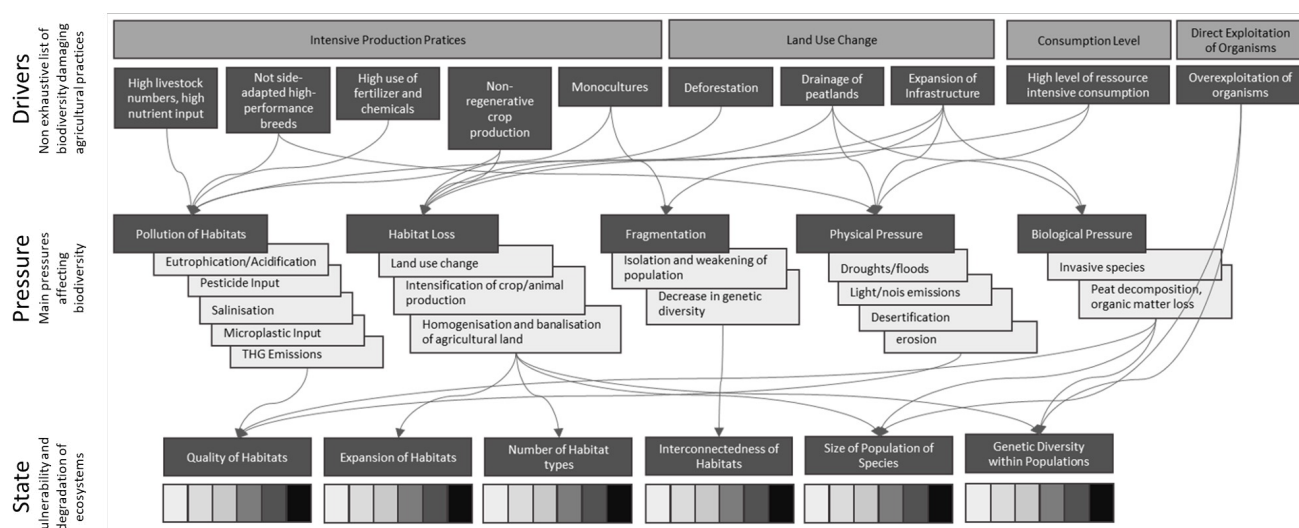 Drivers
Non exhaustive list of
biodiversity damaging
agricultural practices
Intensive Production Pratices
Land Use Change
Consumption Level
Direct Exploitation
of Organisms
High livestock
numbers, high
nutrient input
Not side-
adapted high-
performance
breeds
High use of
fertilizer and
chemicals
Non-
regenerative
crop
production
Monocultures
Deforestation
Drainage of
peatlands
Expansion of
Infrastructure
High level of ressource
intensive consumption
Overexploitation of
organisms
Pressure
Main pressures
affecting
biodiversity
Pollution of Habitats
Eutrophication/Acidification
Pesticide Input
Salinisation
Microplastic Input
THG Emissions
Habitat Loss
Land use change
Intensification of crop/animal
production
Homogenisation and banalisation
of agricultural land
Fragmentation
Isolation and weakening of
population
Decrease in genetic
diversity
Physical Pressure
Droughts/floods
Light/nois emissions
Desertification
erosion
Biological Pressure
Invasive species
Peat decomposition,
organic matter loss
State
vulnerability and
degradation of
ecosystems
Quality of Habitats
Expansion of Habitats
Number of Habitat
types
Interconnectedness of
Habitats
Size of Population of
Species
Genetic Diversity
within Populations